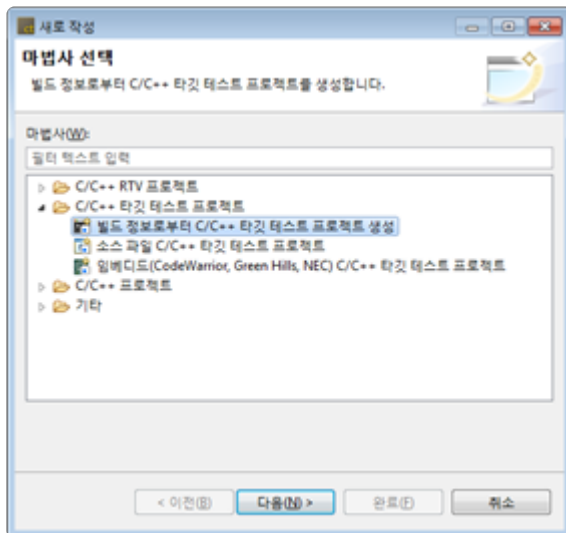 새로 작성
마법사 선택
빌드 정보로부터 C/C++ 타깃 테스트 프로젝트를 생성합니다.
마법사(W):
필터 텍스트 입력
C/C++ RTV 프로젝트
C/C++ 타깃 테스트 프로젝트
빌드 정보로부터 C/C++ 타깃 테스트 프로젝트 생성
소스 파일 C/C++ 타깃 테스트 프로젝트
임베디드(CodeWarrior, Green Hills, NEC) C/C++ 타깃 테스트 프로젝트
C/C++ 프로젝트
기타
< 이전(B) 다음(N) > 완료(F) 취소